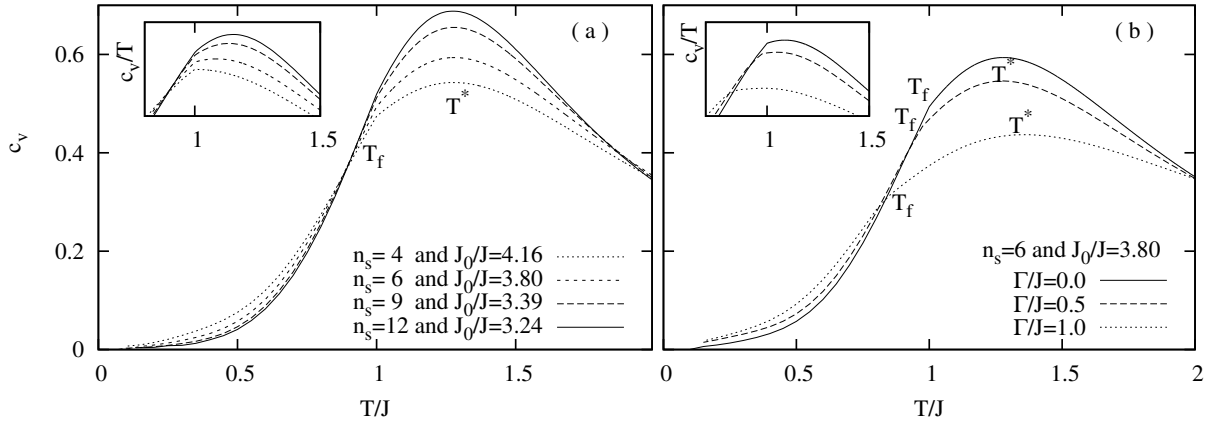 0
0.2
0.4
0.6
c_v
0 0.5 1 1.5
T/J
( a )
T_f
T^*
n_s= 4 and J_0/J=4.16
n_s= 6 and J_0/J=3.80
n_s= 9 and J_0/J=3.39
n_s=12 and J_0/J=3.24
c_v/T
1 1.5
0 0.5 1 1.5 2
T/J
( b )
T_f
T^*
T_f
T^*
T_f
n_s=6 and J_0/J=3.80
Γ/J=0.0
Γ/J=0.5
Γ/J=1.0
c_v/T
1 1.5